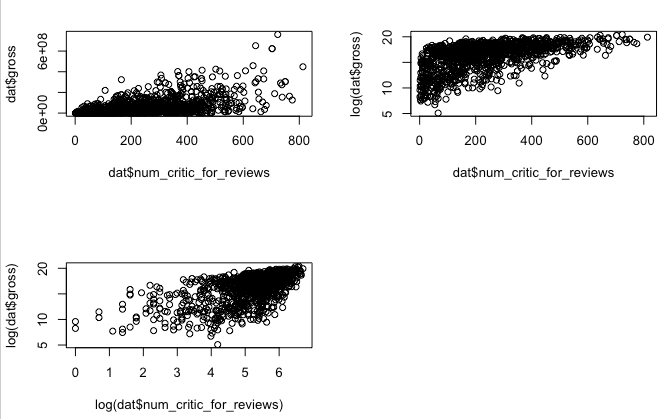 dat$gross
6e+08
0e+00
0 200 400 600 800
dat$num_critic_for_reviews
log(dat$gross)
20
10
5
0 200 400 600 800
dat$num_critic_for_reviews
log(dat$gross)
20
10
5
0 1 2 3 4 5 6
log(dat$num_critic_for_reviews)